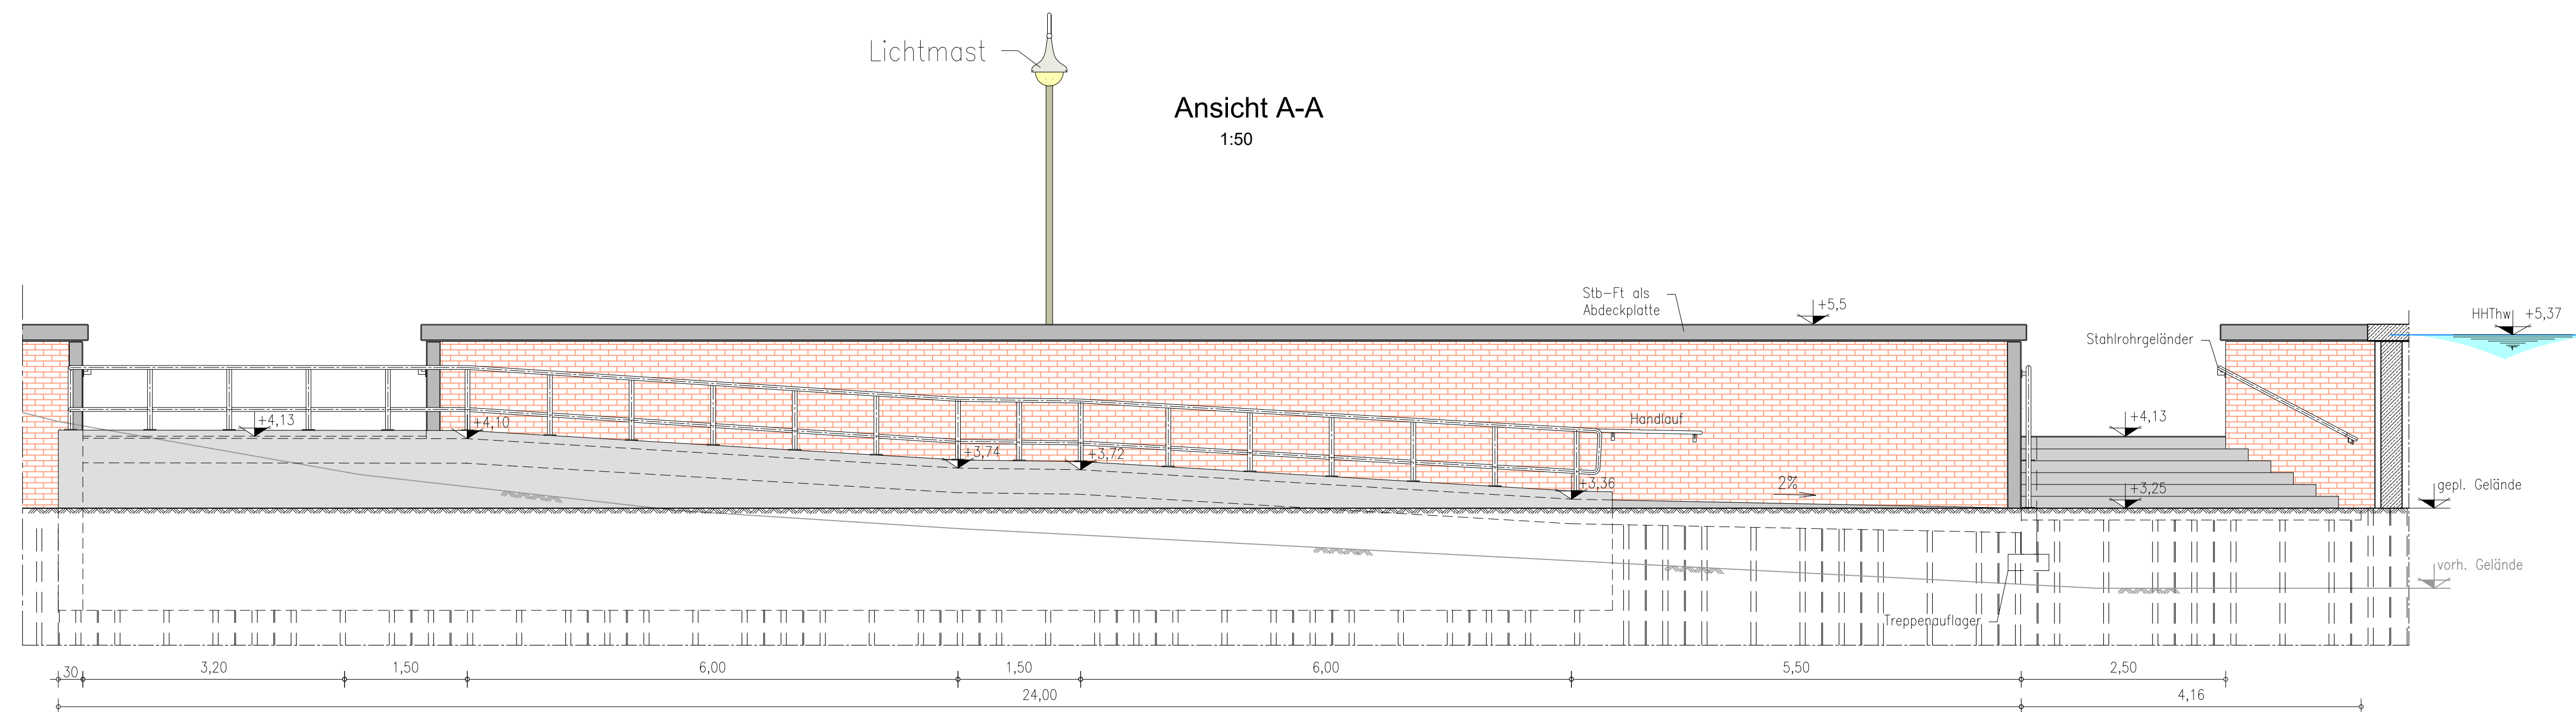 Lichtmast
Ansicht A-A
1:50
Stb-Ft als
Abdeckplatte
+5,5
HHThw +5,37
Stahlrohrgeländer
+4,13
+4,10
Handlauf
+4,13
+3,74
+3,72
+3,36
2%
+3,25
gepl. Gelände
vorh. Gelände
Treppenauflager
30
3,20
1,50
6,00
1,50
6,00
5,50
2,50
24,00
4,16